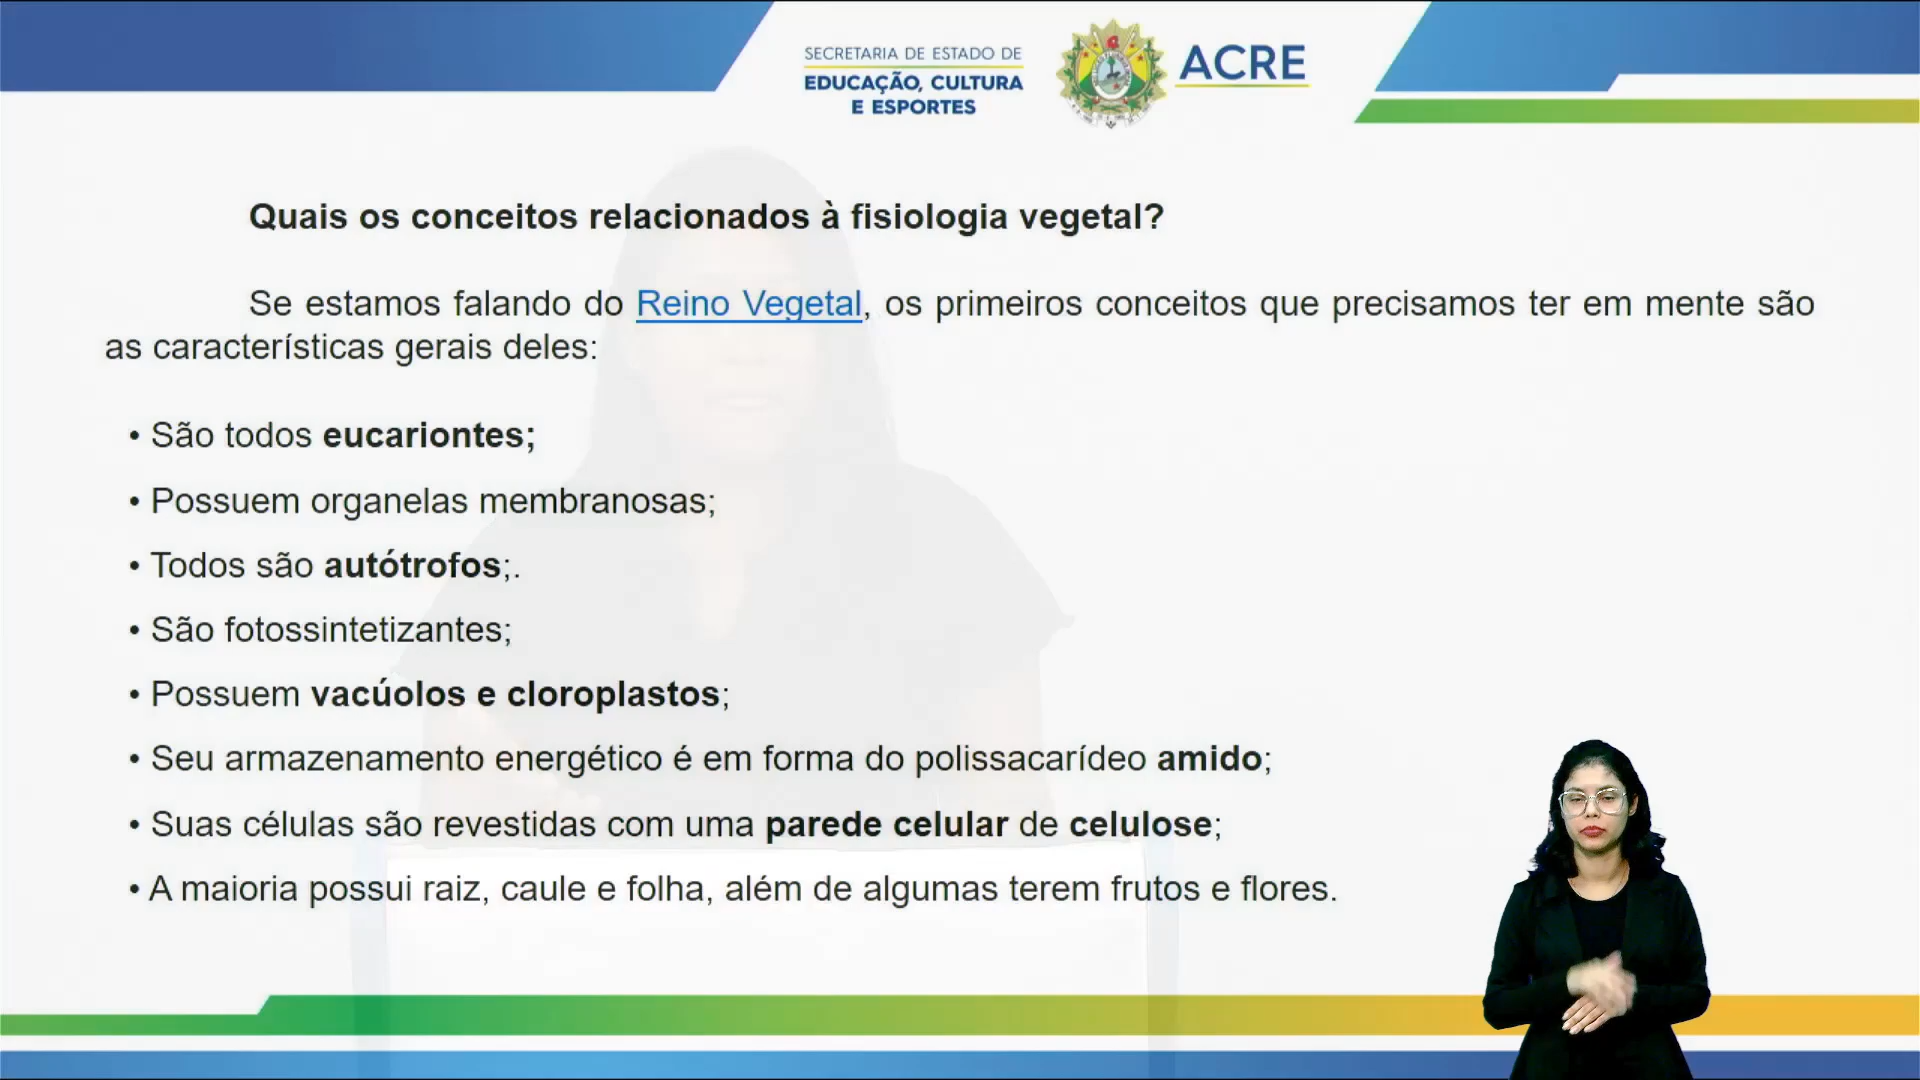 SECRETARIA DE ESTADO DE
EDUCAÇÃO, CULTURA
E ESPORTES
ACRE
Quais os conceitos relacionados à fisiologia vegetal?
Se estamos falando do Reino Vegetal, os primeiros conceitos que precisamos ter em mente são
as características gerais deles:
• São todos eucariontes;
• Possuem organelas membranosas;
• Todos são autótrofos;.
• São fotossintetizantes;
• Possuem vacúolos e cloroplastos;
• Seu armazenamento energético é em forma do polissacarídeo amido;
• Suas células são revestidas com uma parede celular de celulose;
• A maioria possui raiz, caule e folha, além de algumas terem frutos e flores.